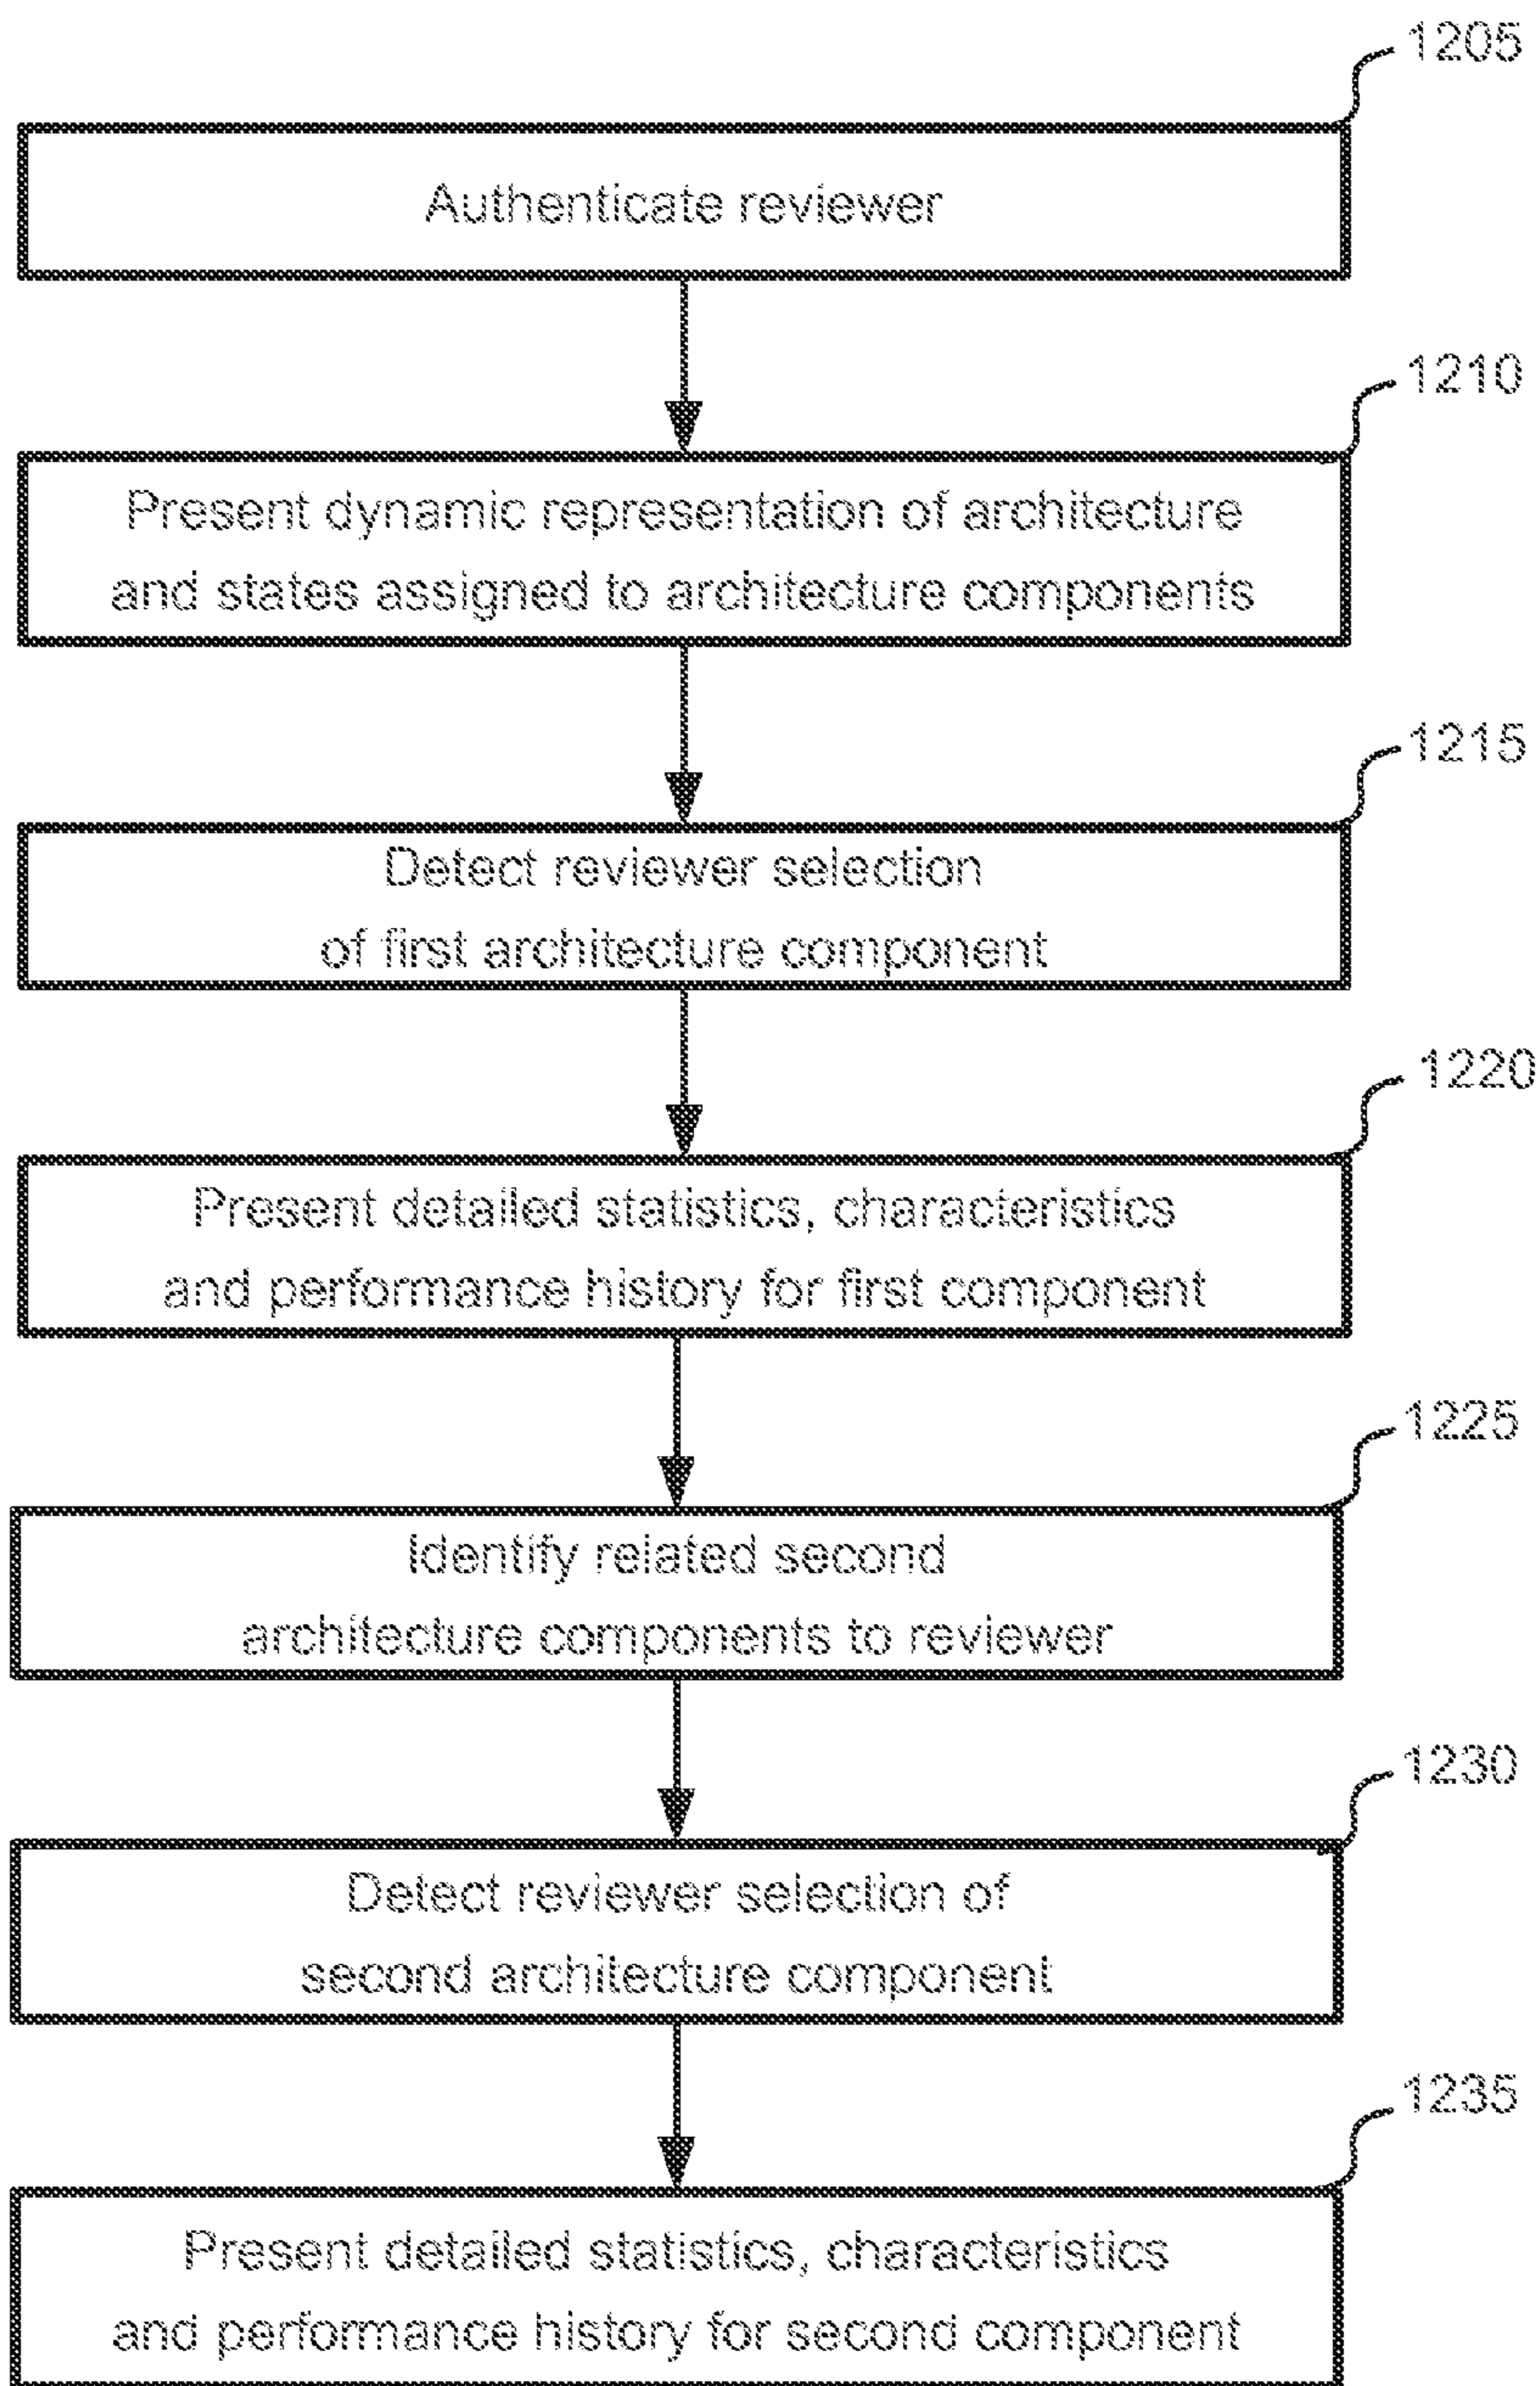 1205
Authenticate reviewer
1210
Present dynamic representation of architecture
and states assigned to architecture components
1215
Detect reviewer selection
of first architecture component
1220
Present detailed statistics, characteristics
and performance history for first component
1225
Identify related second
architecture components to reviewer
1230
Detect reviewer selection of
second architecture component
1235
Present detailed statistics, characteristics
and performance history for second component